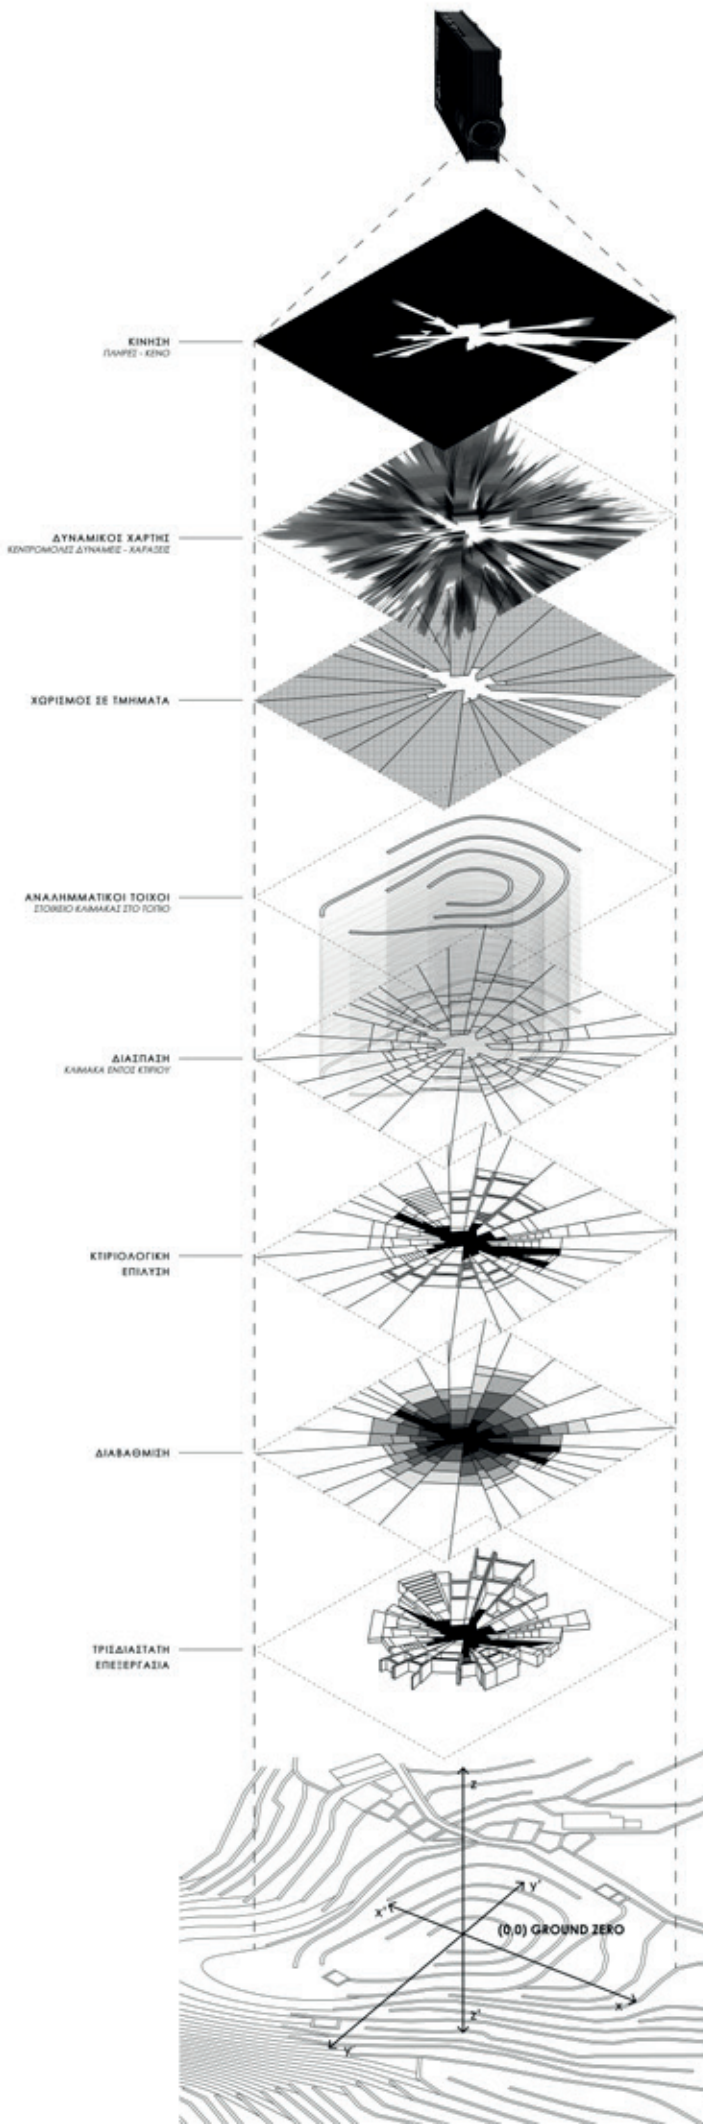 ΚΙΝΗΣΗ
ΠΛΗΡΕΣ - ΚΕΝΟ
ΔΥΝΑΜΙΚΟΣ ΧΑΡΤΗΣ
ΚΕΝΤΡΟΜΟΛΕΣ ΔΥΝΑΜΕΙΣ - ΧΑΡΑΞΕΙΣ
ΧΩΡΙΣΜΟΣ ΣΕ ΤΜΗΜΑΤΑ
ΑΝΑΛΗΜΜΑΤΙΚΟΙ ΤΟΙΧΟΙ
ΣΤΟΙΧΕΙΟ ΚΛΙΜΑΚΑΣ ΣΤΟ ΤΟΠΙΟ
ΔΙΑΣΠΑΣΗ
ΚΛΙΜΑΚΑ ΕΝΤΟΣ ΚΤΙΡΙΟΥ
ΚΤΙΡΙΟΛΟΓΙΚΗ
ΕΠΙΛΥΣΗ
ΔΙΑΒΑΘΜΙΣΗ
ΤΡΙΣΔΙΑΣΤΑΤΗ
ΕΠΕΞΕΡΓΑΣΙΑ
z
y'
x'
(0,0) GROUND ZERO
x
z'
y